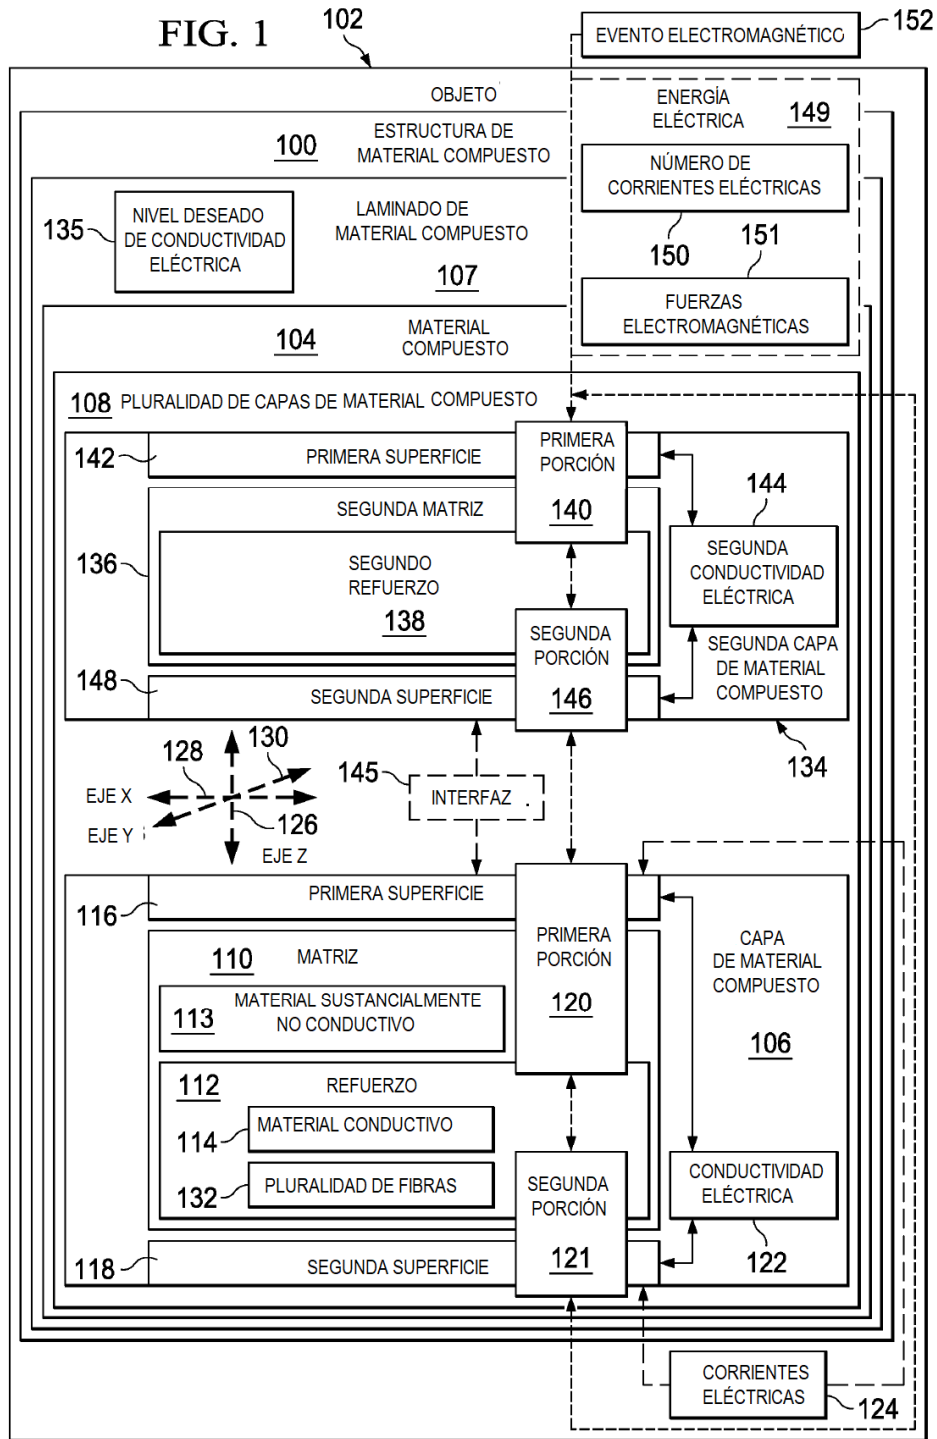 FIG. 1
102
EVENTO ELECTROMAGNÉTICO
152
OBJETO
ENERGÍA
ELÉCTRICA
149
100
ESTRUCTURA DE
MATERIAL COMPUESTO
NÚMERO DE
CORRIENTES ELÉCTRICAS
150
151
135
NIVEL DESEADO
DE CONDUCTIVIDAD
ELÉCTRICA
LAMINADO DE
MATERIAL COMPUESTO
107
FUERZAS
ELECTROMAGNÉTICAS
104
MATERIAL
COMPUESTO
108
PLURALIDAD DE CAPAS DE MATERIAL COMPUESTO
142
PRIMERA SUPERFICIE
PRIMERA
PORCIÓN
140
SEGUNDA MATRIZ
144
136
SEGUNDO
REFUERZO
138
SEGUNDA
CONDUCTIVIDAD
ELÉCTRICA
SEGUNDA
PORCIÓN
146
SEGUNDA CAPA
DE MATERIAL
COMPUESTO
148
SEGUNDA SUPERFICIE
134
128
130
EJE X
EJE Y
126
EJE Z
145
INTERFAZ
116
PRIMERA SUPERFICIE
PRIMERA
PORCIÓN
120
110
MATRIZ
CAPA
DE MATERIAL
COMPUESTO
106
113
MATERIAL SUSTANCIALMENTE
NO CONDUCTIVO
112
REFUERZO
114
MATERIAL CONDUCTIVO
132
PLURALIDAD DE FIBRAS
SEGUNDA
PORCIÓN
121
CONDUCTIVIDAD
ELÉCTRICA
122
118
SEGUNDA SUPERFICIE
CORRIENTES
ELÉCTRICAS
124